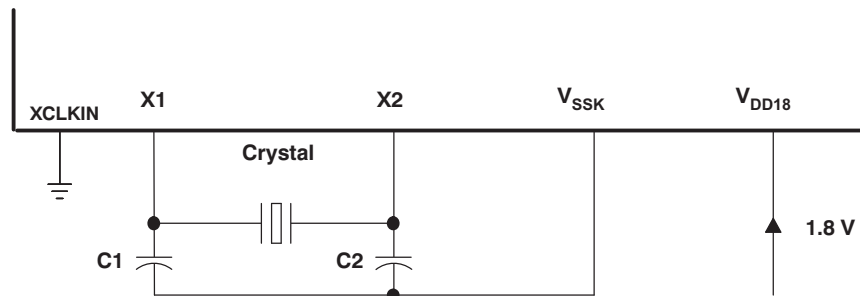 XCLKIN
X1
X2
V_SSK
V_DD18
Crystal
C1
C2
1.8 V